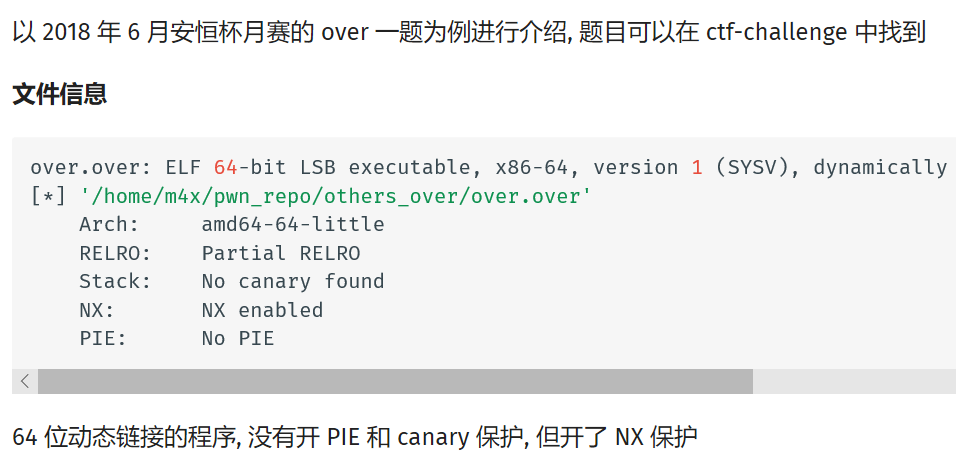 以 2018 年 6 月安恒杯月赛的 over 一题为例进行介绍, 题目可以在 ctf-challenge 中找到
文件信息
over.over: ELF 64-bit LSB executable, x86-64, version 1 (SYSV), dynamically
[*] '/home/m4x/pwn_repo/others_over/over.over'
    Arch:     amd64-64-little
    RELRO:    Partial RELRO
    Stack:    No canary found
    NX:       NX enabled
    PIE:      No PIE
64 位动态链接的程序, 没有开 PIE 和 canary 保护, 但开了 NX 保护